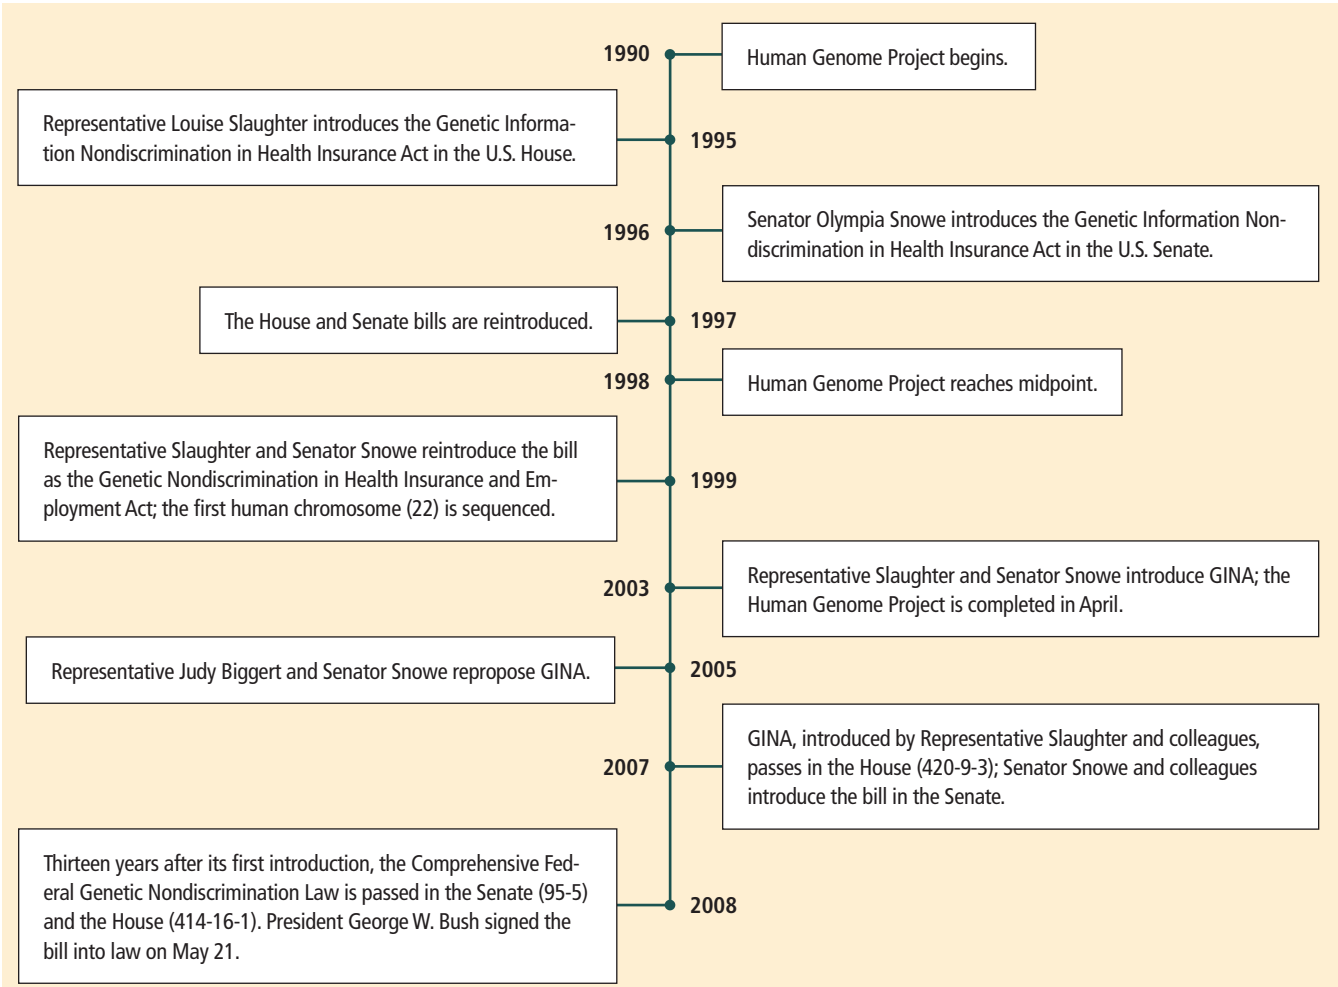 1990
Human Genome Project begins.
Representative Louise Slaughter introduces the Genetic Informa-
tion Nondiscrimination in Health Insurance Act in the U.S. House.
1995
1996
Senator Olympia Snowe introduces the Genetic Information Non-
discrimination in Health Insurance Act in the U.S. Senate.
The House and Senate bills are reintroduced.
1997
1998
Human Genome Project reaches midpoint.
Representative Slaughter and Senator Snowe reintroduce the bill
as the Genetic Nondiscrimination in Health Insurance and Em-
ployment Act; the first human chromosome (22) is sequenced.
1999
2003
Representative Slaughter and Senator Snowe introduce GINA; the
Human Genome Project is completed in April.
Representative Judy Biggert and Senator Snowe repropose GINA.
2005
2007
GINA, introduced by Representative Slaughter and colleagues,
passes in the House (420-9-3); Senator Snowe and colleagues
introduce the bill in the Senate.
Thirteen years after its first introduction, the Comprehensive Fed-
eral Genetic Nondiscrimination Law is passed in the Senate (95-5)
and the House (414-16-1). President George W. Bush signed the
bill into law on May 21.
2008